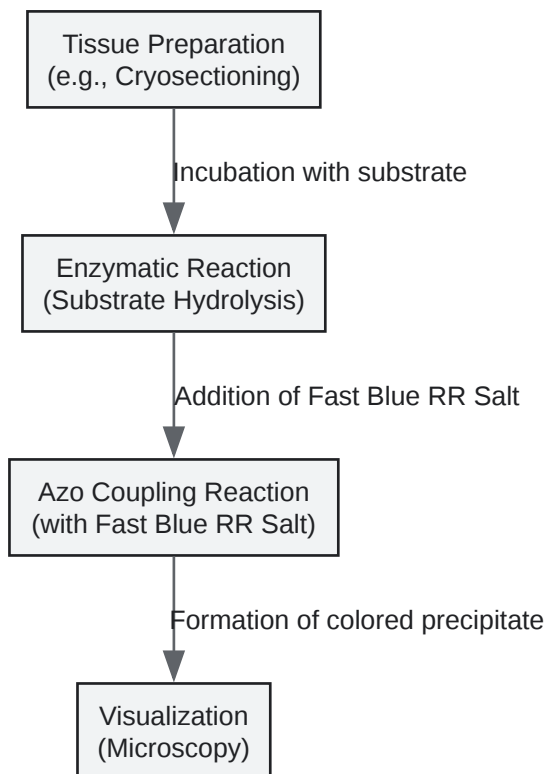 Tissue Preparation
(e.g., Cryosectioning)
Incubation with substrate
Enzymatic Reaction
(Substrate Hydrolysis)
Addition of Fast Blue RR Salt
Azo Coupling Reaction
(with Fast Blue RR Salt)
Formation of colored precipitate
Visualization
(Microscopy)